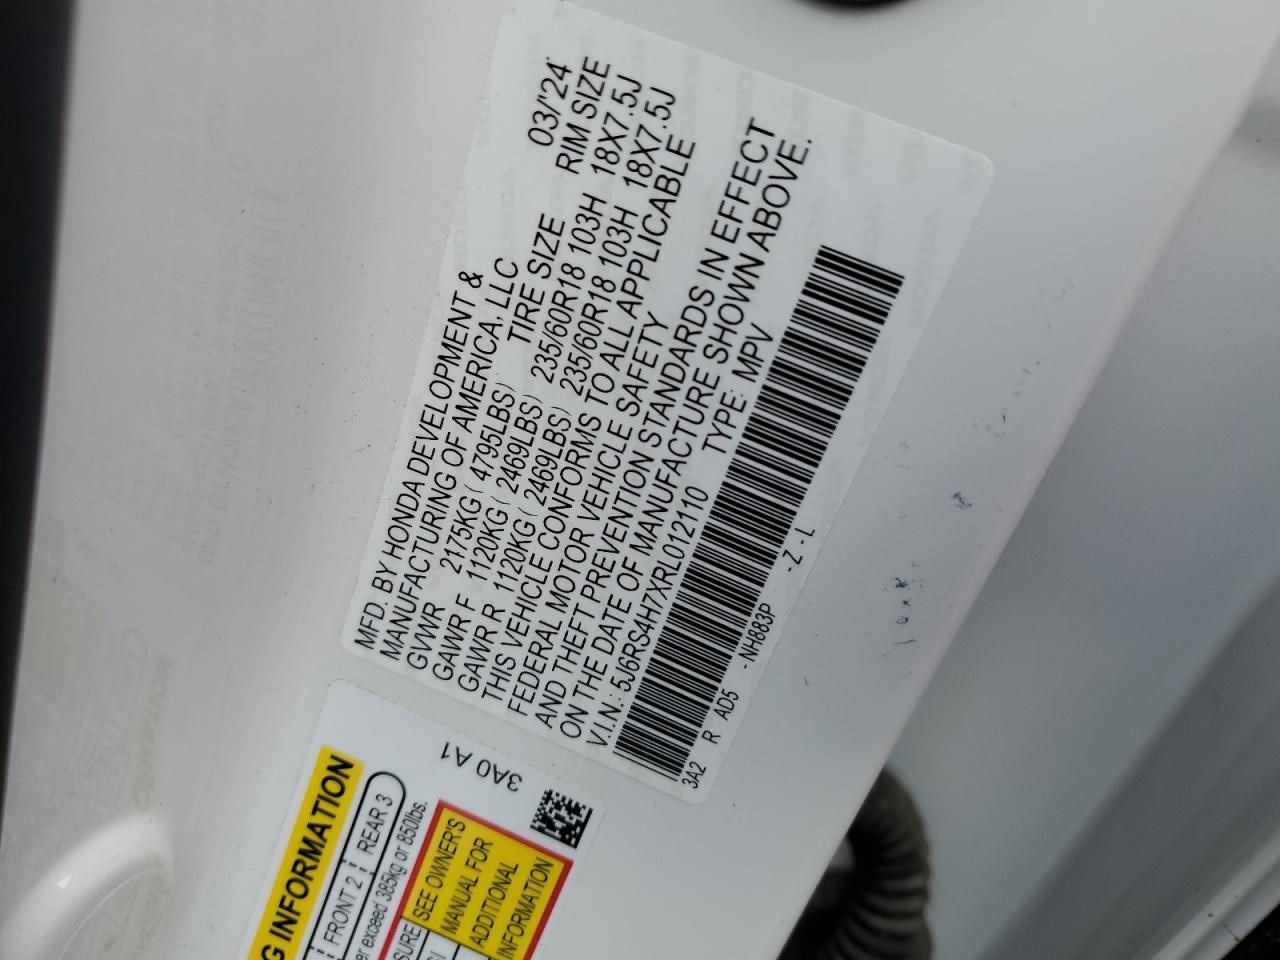 MFD. BY HONDA DEVELOPMENT &
MANUFACTURING OF AMERICA, LLC 03/'24
GVWR 2175KG ( 4795LBS) TIRE SIZE RIM SIZE
GAWR F 1120KG ( 2469LBS) 235/60R18 103H 18X7.5J
GAWR R 1120KG ( 2469LBS) 235/60R18 103H 18X7.5J
THIS VEHICLE CONFORMS TO ALL APPLICABLE
FEDERAL MOTOR VEHICLE SAFETY
AND THEFT PREVENTION STANDARDS IN EFFECT
ON THE DATE OF MANUFACTURE SHOWN ABOVE.
V.I.N.: 5J6RS4H7XRL012110 TYPE: MPV
3A2 R AD5 - NH883P - Z - L
3A0 A1
INFORMATION
FRONT 2 REAR 3
exceed 385kg or 850lbs.
SEE OWNER'S
MANUAL FOR
ADDITIONAL
INFORMATION